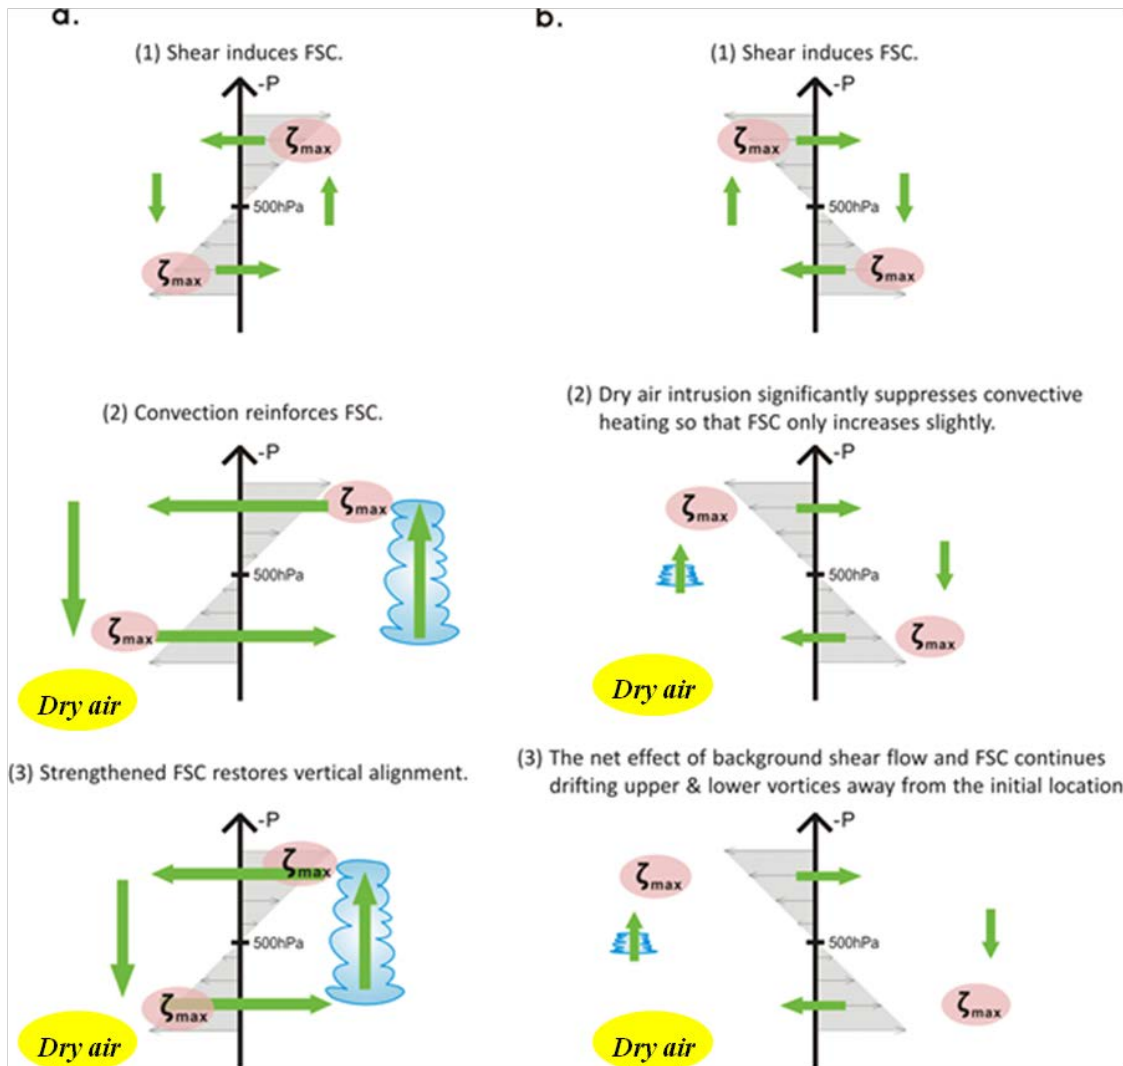 a.
(1) Shear induces FSC.
-P
ζmax
500hPa
ζmax
(2) Convection reinforces FSC.
-P
ζmax
500hPa
ζmax
Dry air
(3) Strengthened FSC restores vertical alignment.
-P
ζmax
500hPa
ζmax
Dry air
b.
(1) Shear induces FSC.
-P
ζmax
500hPa
ζmax
(2) Dry air intrusion significantly suppresses convective
heating so that FSC only increases slightly.
-P
ζmax
500hPa
ζmax
Dry air
(3) The net effect of background shear flow and FSC continues
drifting upper & lower vortices away from the initial location
-P
ζmax
500hPa
ζmax
Dry air